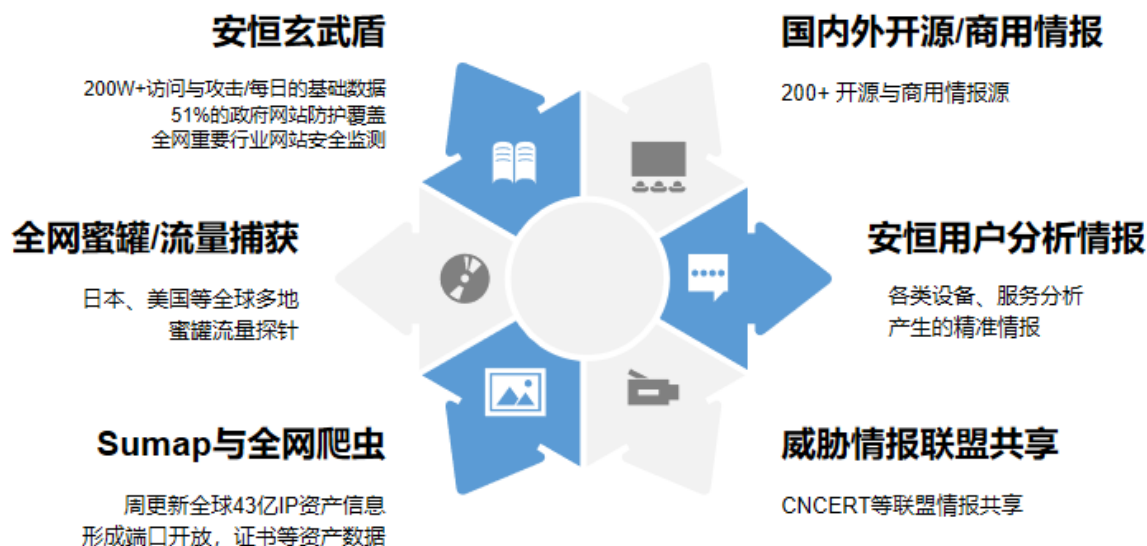 安恒玄武盾
200W+访问与攻击/每日的基础数据
51%的政府网站防护覆盖
全网重要行业网站安全监测
国内外开源/商用情报
200+ 开源与商用情报源
全网蜜罐/流量捕获
日本、美国等全球多地
蜜罐流量探针
安恒用户分析情报
各类设备、服务分析
产生的精准情报
Sumap与全网爬虫
周更新全球43亿IP资产信息
形成端口开放，证书等资产数据
威胁情报联盟共享
CNCERT等联盟情报共享